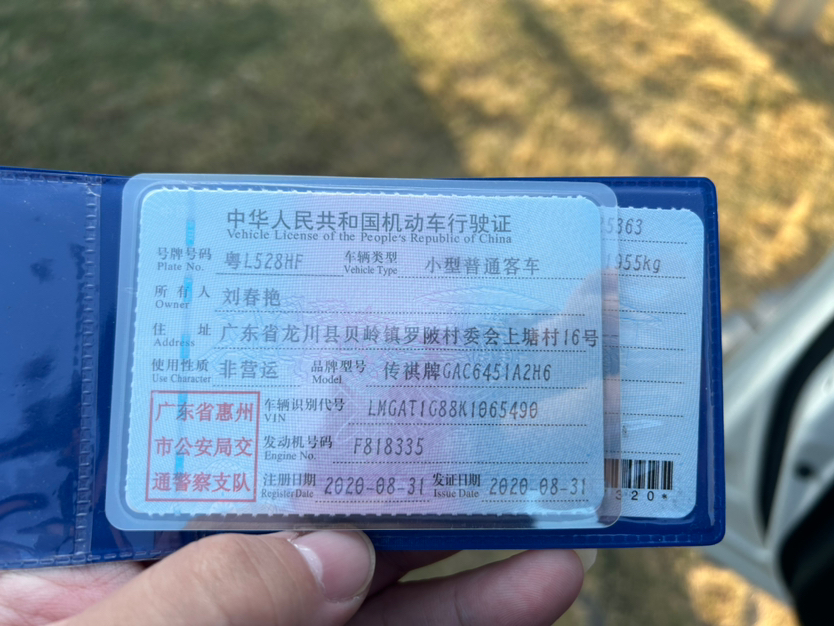 中华人民共和国机动车行驶证
Vehicle License of the People's Republic of China
号牌号码 粤L528HF 车辆类型 小型普通客车
Plate No. Vehicle Type
所有人 刘春艳
Owner
住址 广东省龙川县贝岭镇罗陂村委会上塘村16号
Address
使用性质 非营运 品牌型号 传祺牌GAC6451A2H6
Use Character Model
广东省惠州
市公安局交
通警察支队
车辆识别代号 LMGAT1G88K1065490
VIN
发动机号码 F818335
Engine No.
注册日期 2020-08-31 发证日期 2020-08-31
Register Date Issue Date
5363
1955kg
320*